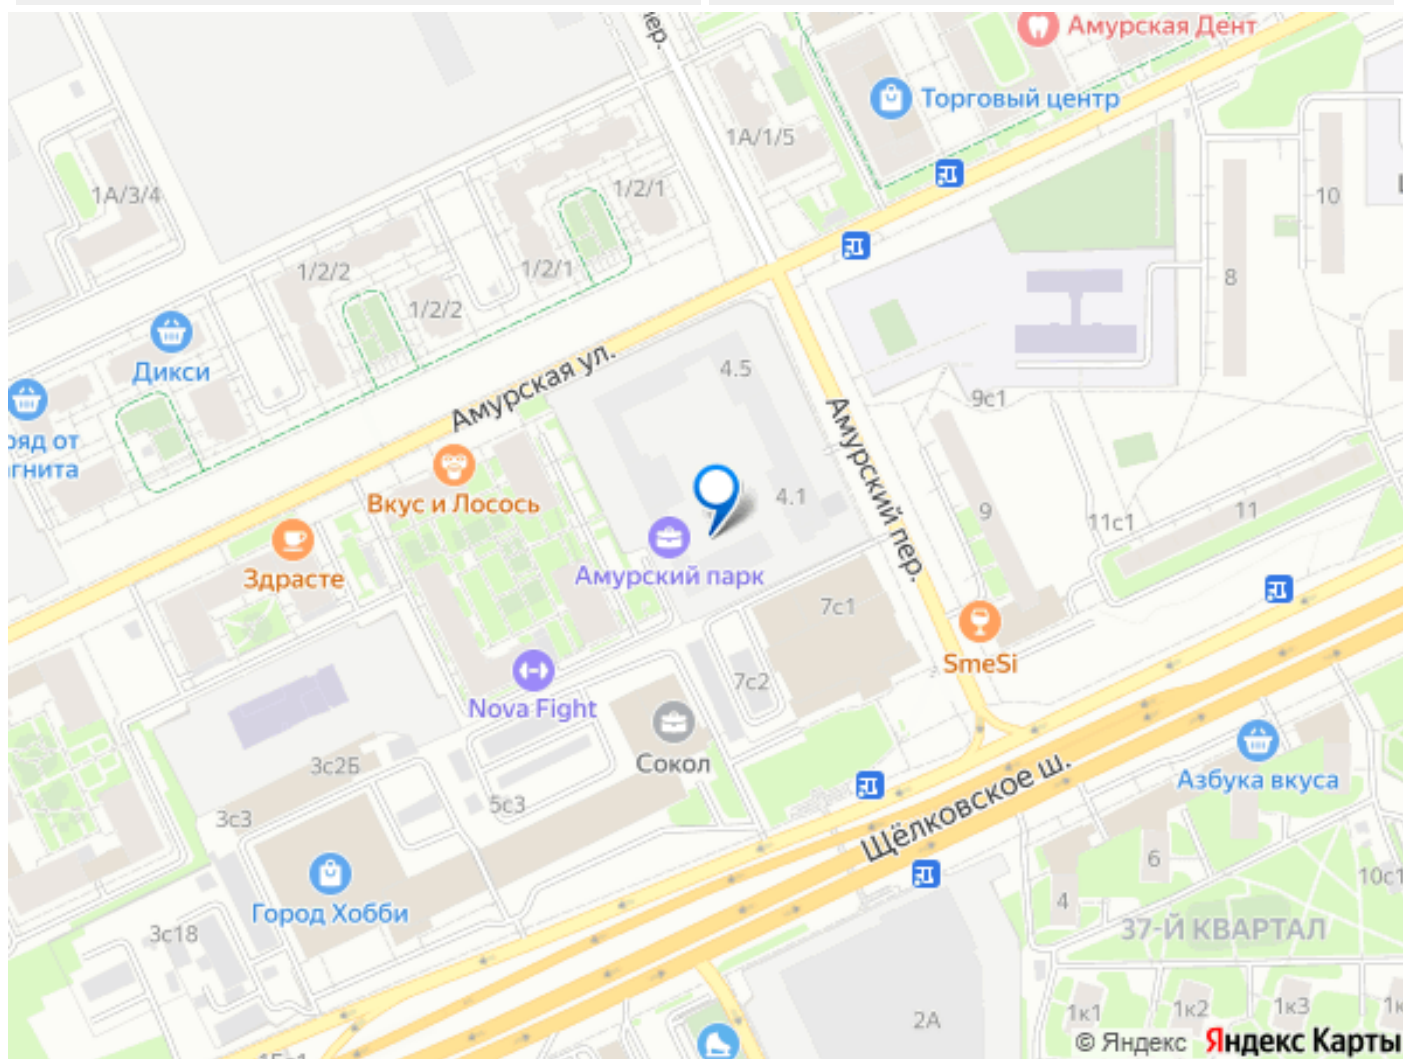 пер.
Амурская Дент
Торговый центр
1А/1/5
1А/3/4
1/2/1
10
1/2/2
1/2/1
8
1/2/2
Дикси
Амурская ул.
4.5
9с1
Амурский пер.
ряд от
гнита
Вкус и Лосось
4.1
9
11с1
11
Здрасте
Амурский парк
7с1
SmeSi
7с2
Nova Fight
Сокол
3с2Б
5с3
3с3
Щёлковское ш.
Азбука вкуса
6
4
10с1
Город Хобби
3с18
37-Й КВАРТАЛ
2А
1к1
1к2
1к3
© Яндекс Яндекс Карты